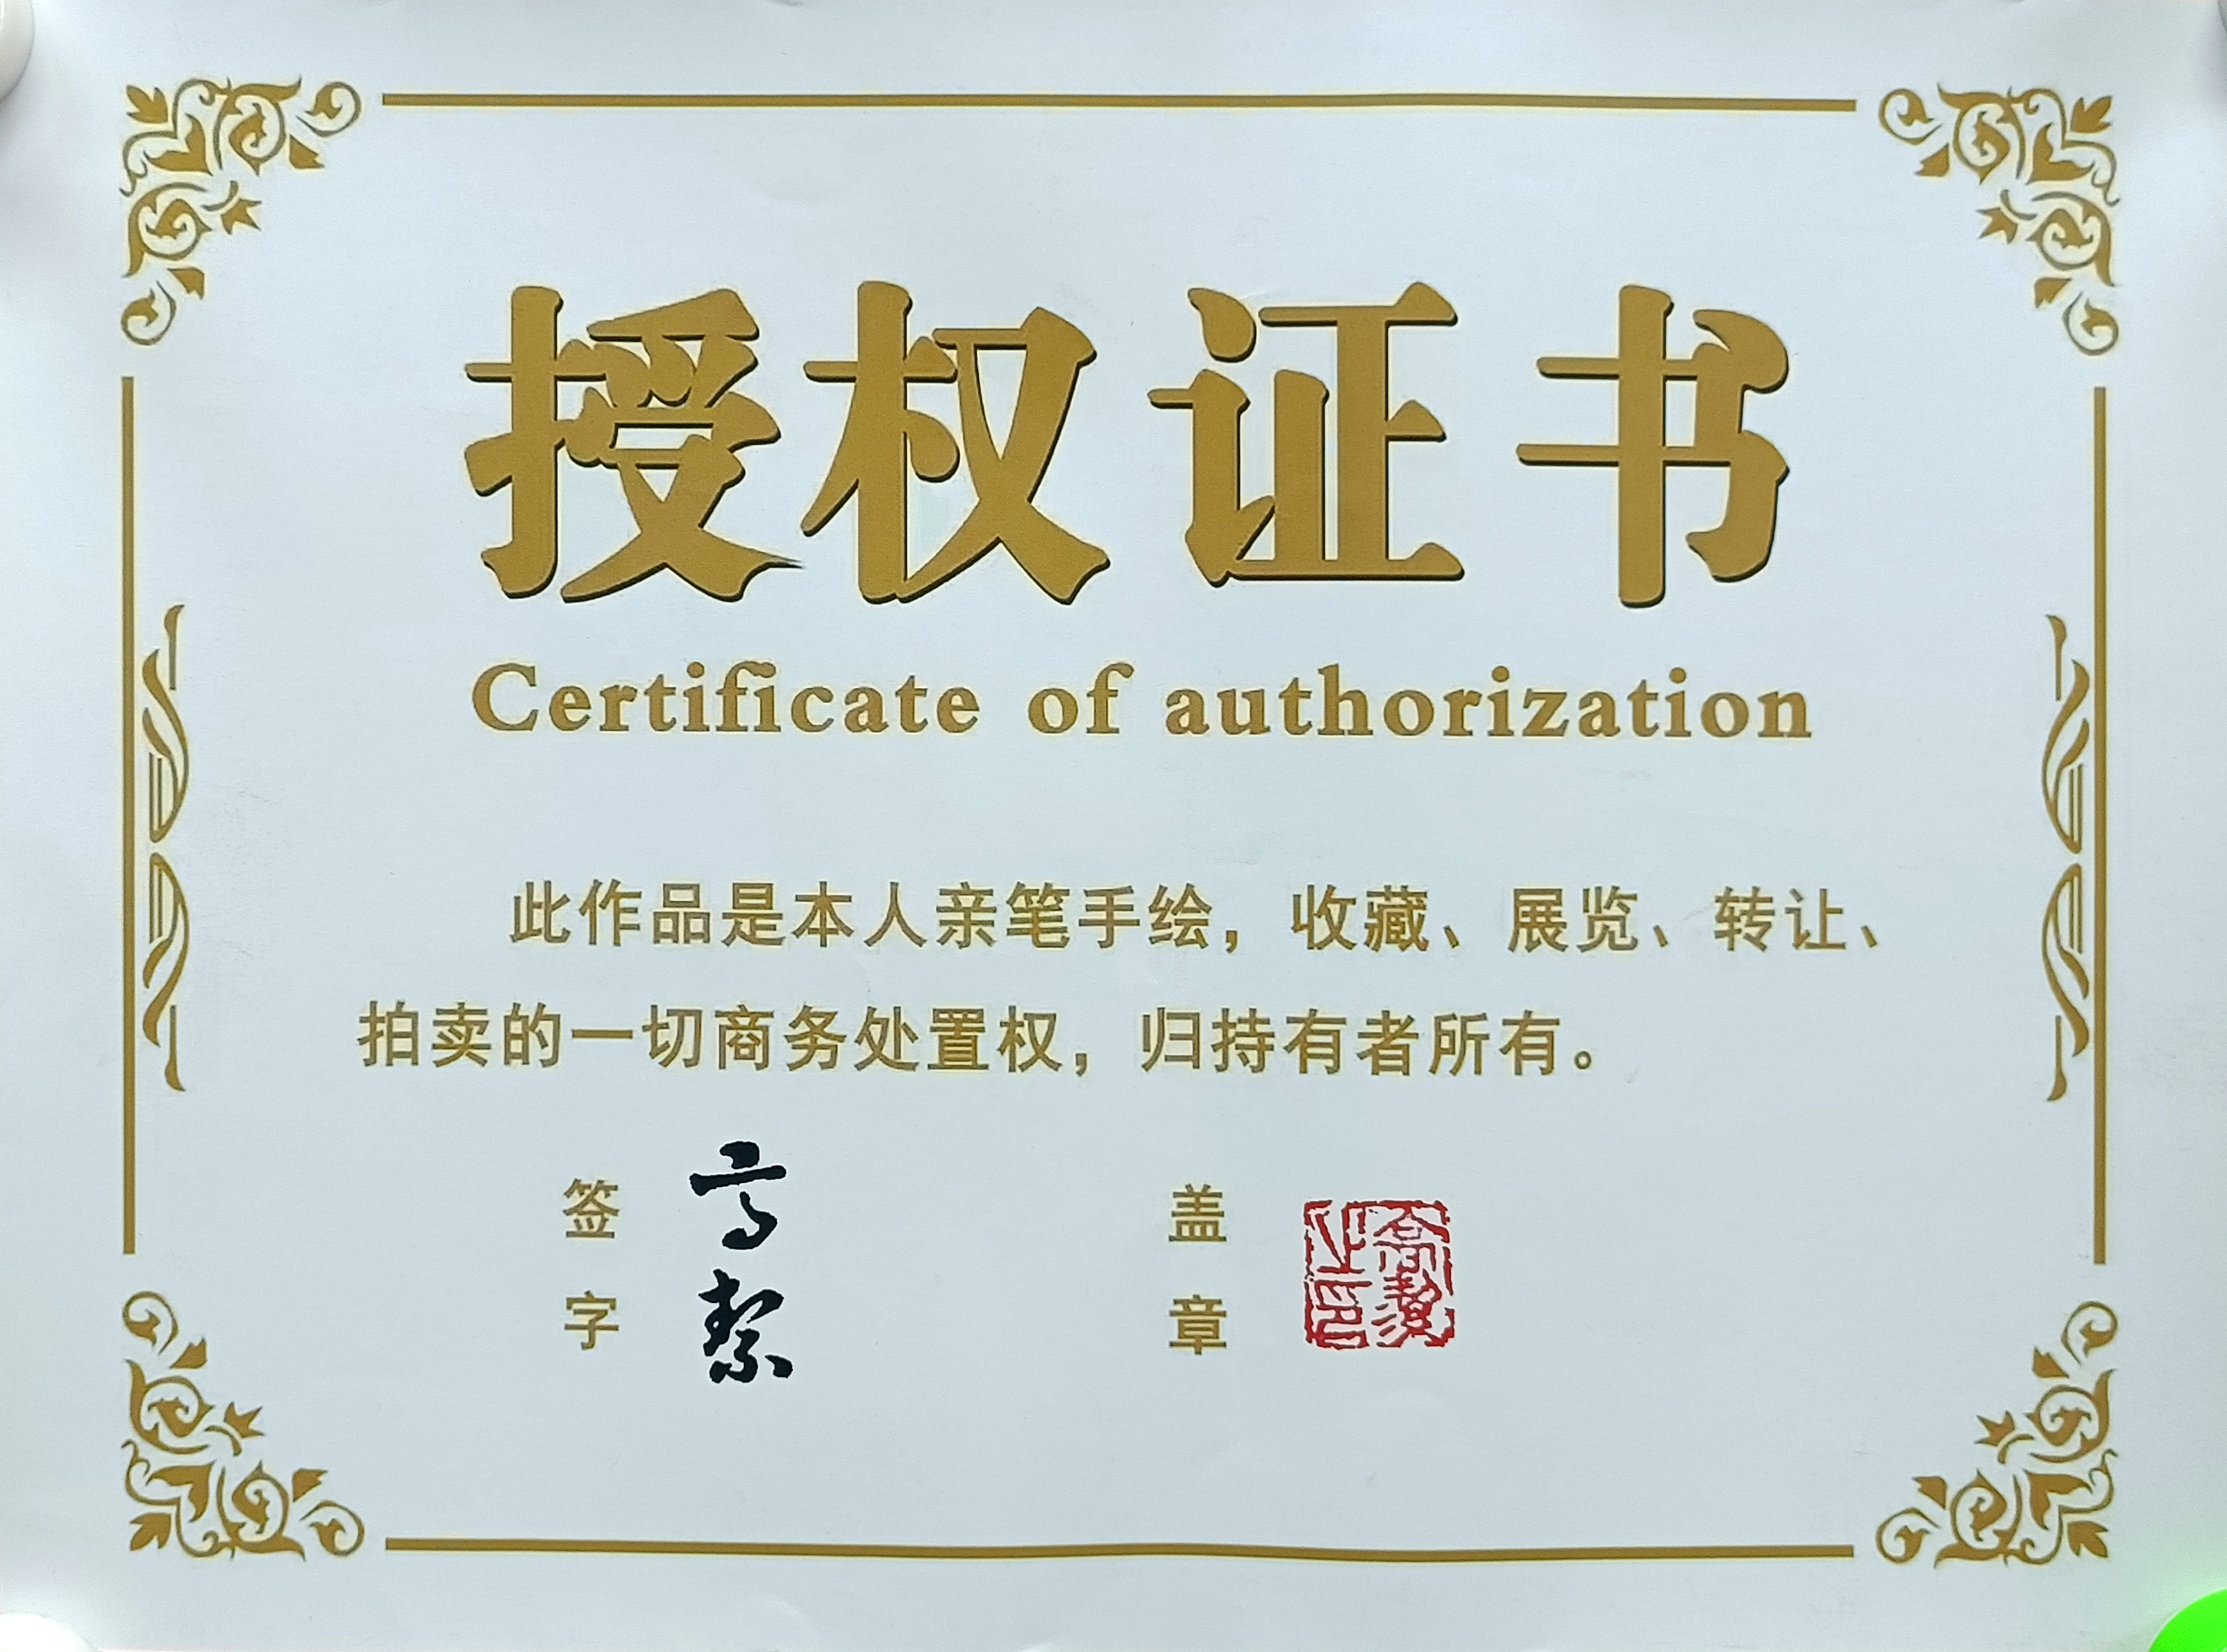 授权证书
Certificate of authorization
此作品是本人亲笔手绘，收藏、展览、转让、
拍卖的一切商务处置权，归持有者所有。
签字
高絜
盖章